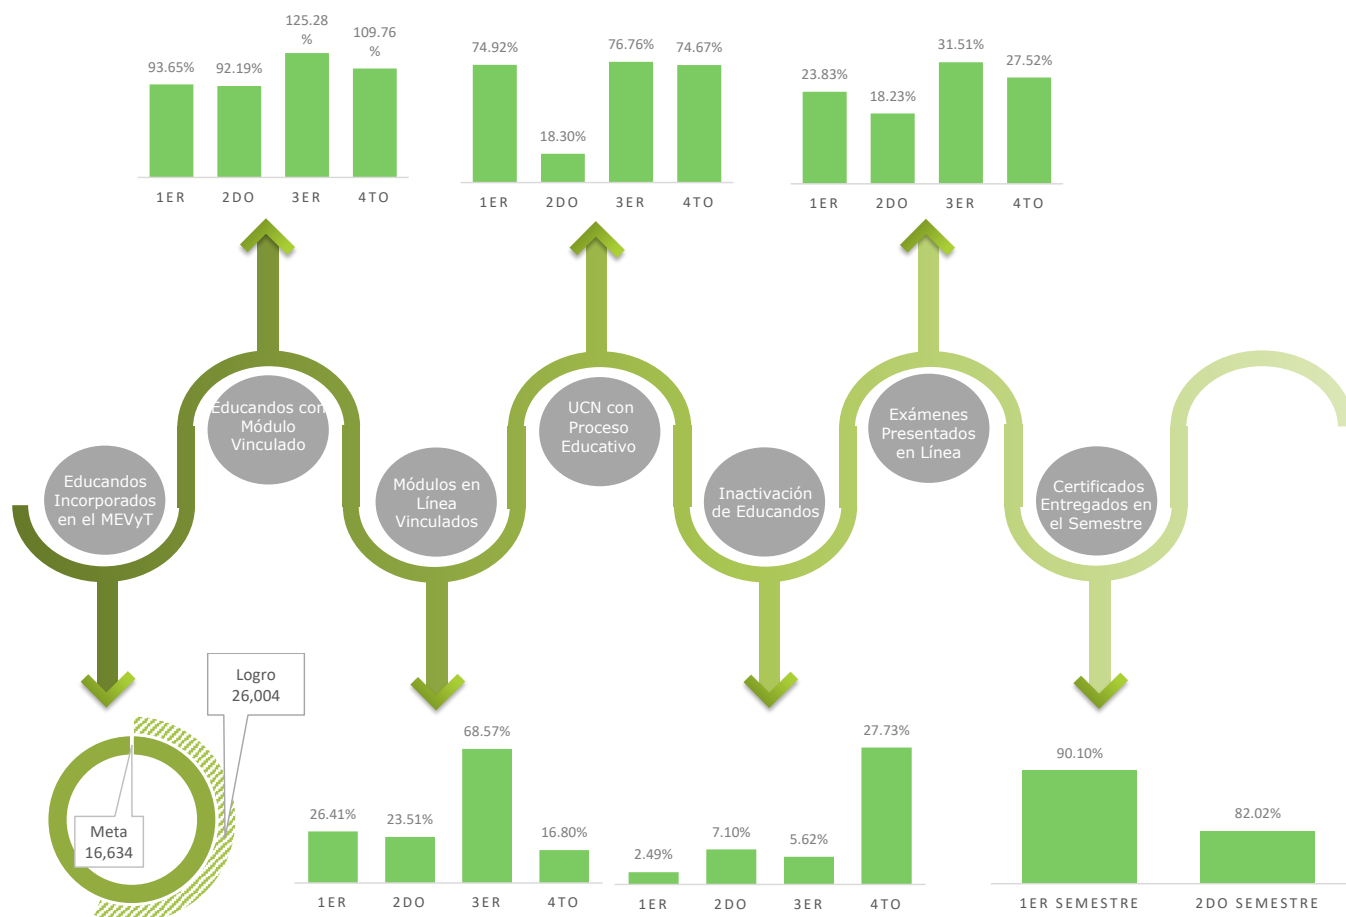 93.65%
92.19%
125.28
%
109.76
%
1ER
2DO
3ER
4TO
74.92%
18.30%
76.76%
74.67%
1ER
2DO
3ER
4TO
23.83%
18.23%
31.51%
27.52%
1ER
2DO
3ER
4TO
Educandos
Incorporados
en el MEVyT
Educandos con
Módulo
Vinculado
Módulos en
Línea
Vinculados
UCN con
Proceso
Educativo
Inactivación
de Educandos
Exámenes
Presentados
en Línea
Certificados
Entregados en
el Semestre
Logro
26,004
Meta
16,634
26.41%
23.51%
68.57%
16.80%
1ER
2DO
3ER
4TO
2.49%
7.10%
5.62%
27.73%
1ER
2DO
3ER
4TO
90.10%
82.02%
1ER SEMESTRE
2DO SEMESTRE